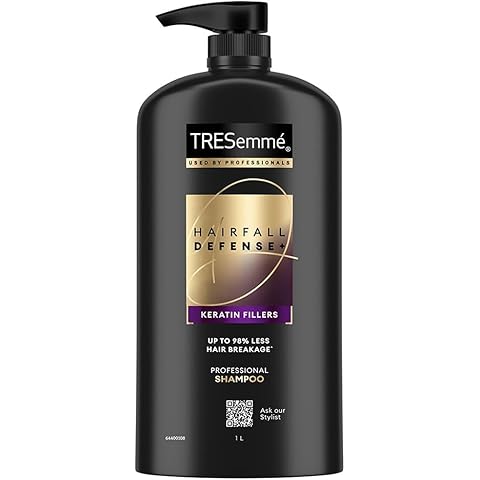 TRESemmé®
USED BY PROFESSIONALS
HAIRFALL
DEFENSE+
KERATIN FILLERS
UP TO 98% LESS
HAIR BREAKAGE*
PROFESSIONAL
SHAMPOO
Ask our
Stylist
64400108
1 L